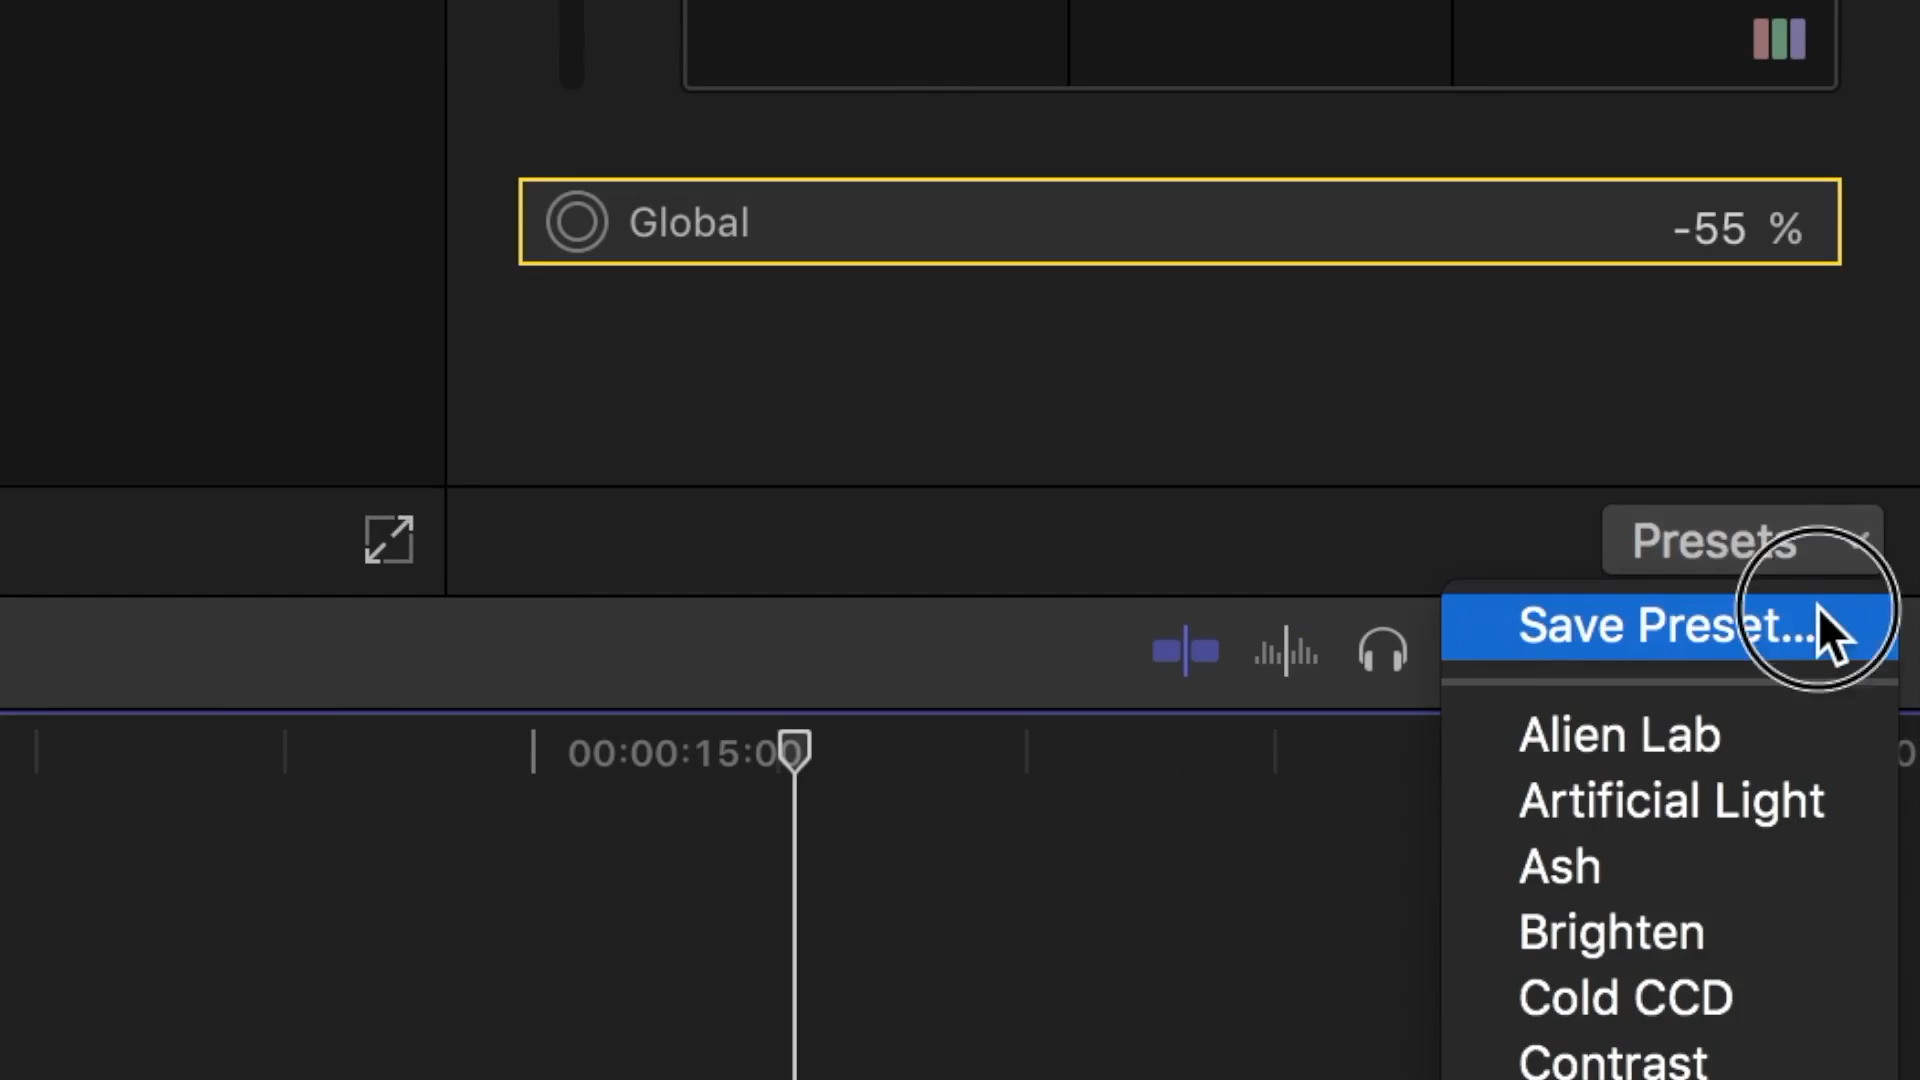 Global -55 %
Presets
Save Preset...
00:00:15:00
Alien Lab
Artificial Light
Ash
Brighten
Cold CCD
Contrast